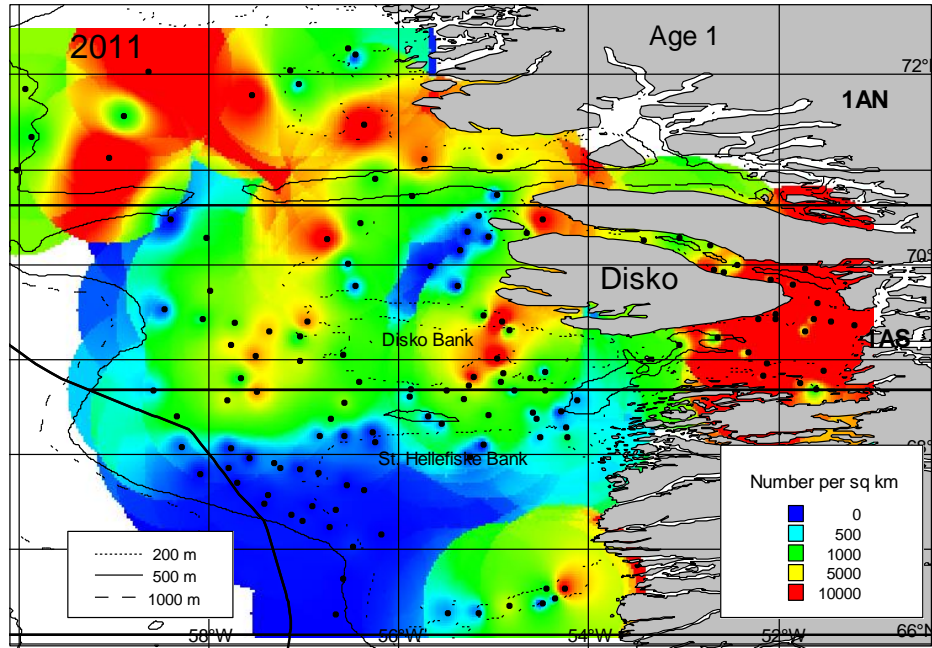 2011
Age 1
72°N
1AN
70°N
Disko
Disko Bank
1AS
68°N
St. Hellefiske Bank
Number per sq km
0
500
1000
5000
10000
200 m
500 m
1000 m
58°W
56°W
54°W
52°W
66°N